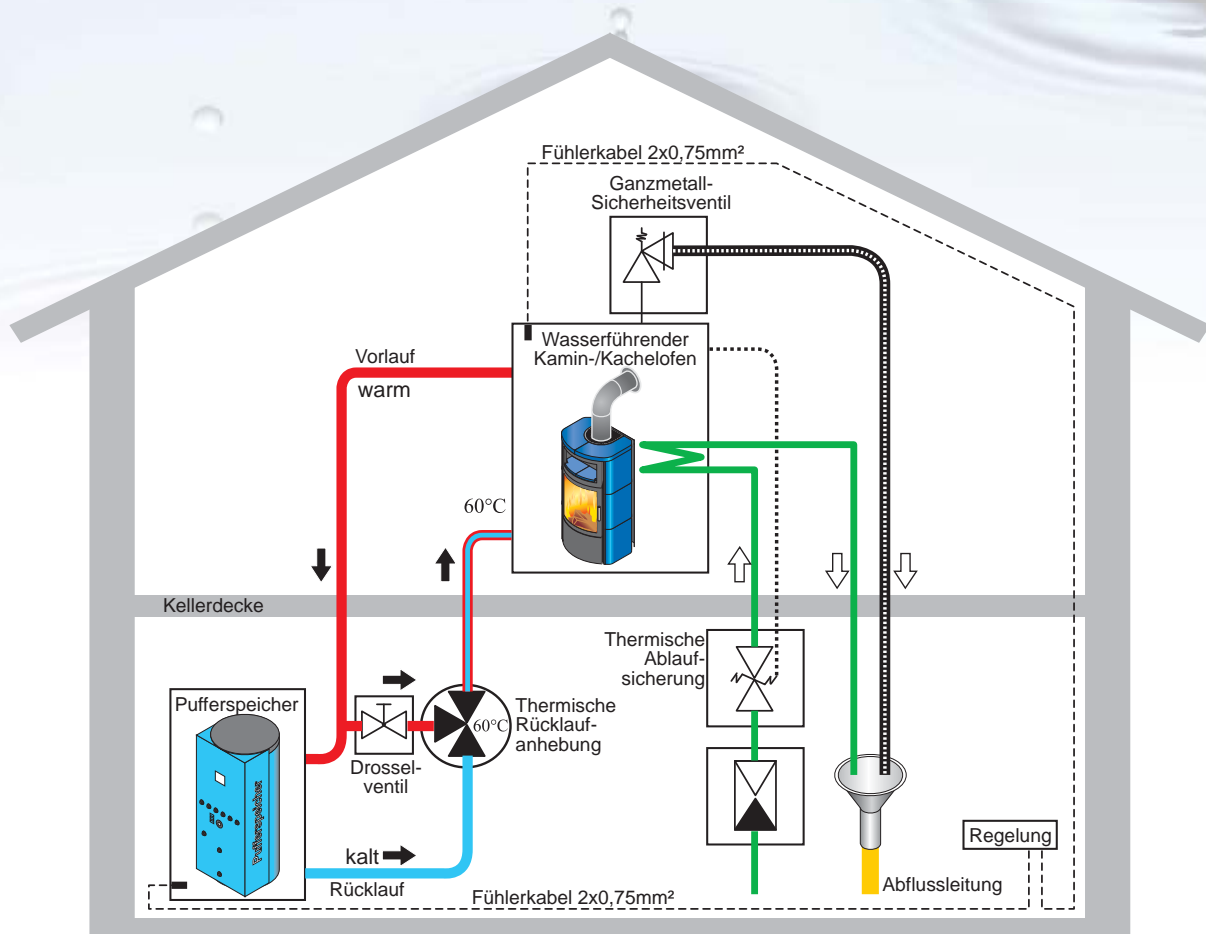 Fühlerkabel 2x0,75mm²
Ganzmetall-
Sicherheitsventil
Wasserführender
Kamin-/Kachelofen
Vorlauf
warm
60°C
Kellerdecke
Thermische
Ablauf-
sicherung
Pufferspeicher
Thermische
Rücklauf-
anhebung
60°C
Drossel-
ventil
Pufferspeicher
kalt
Rücklauf
Regelung
Abflussleitung
Fühlerkabel 2x0,75mm²